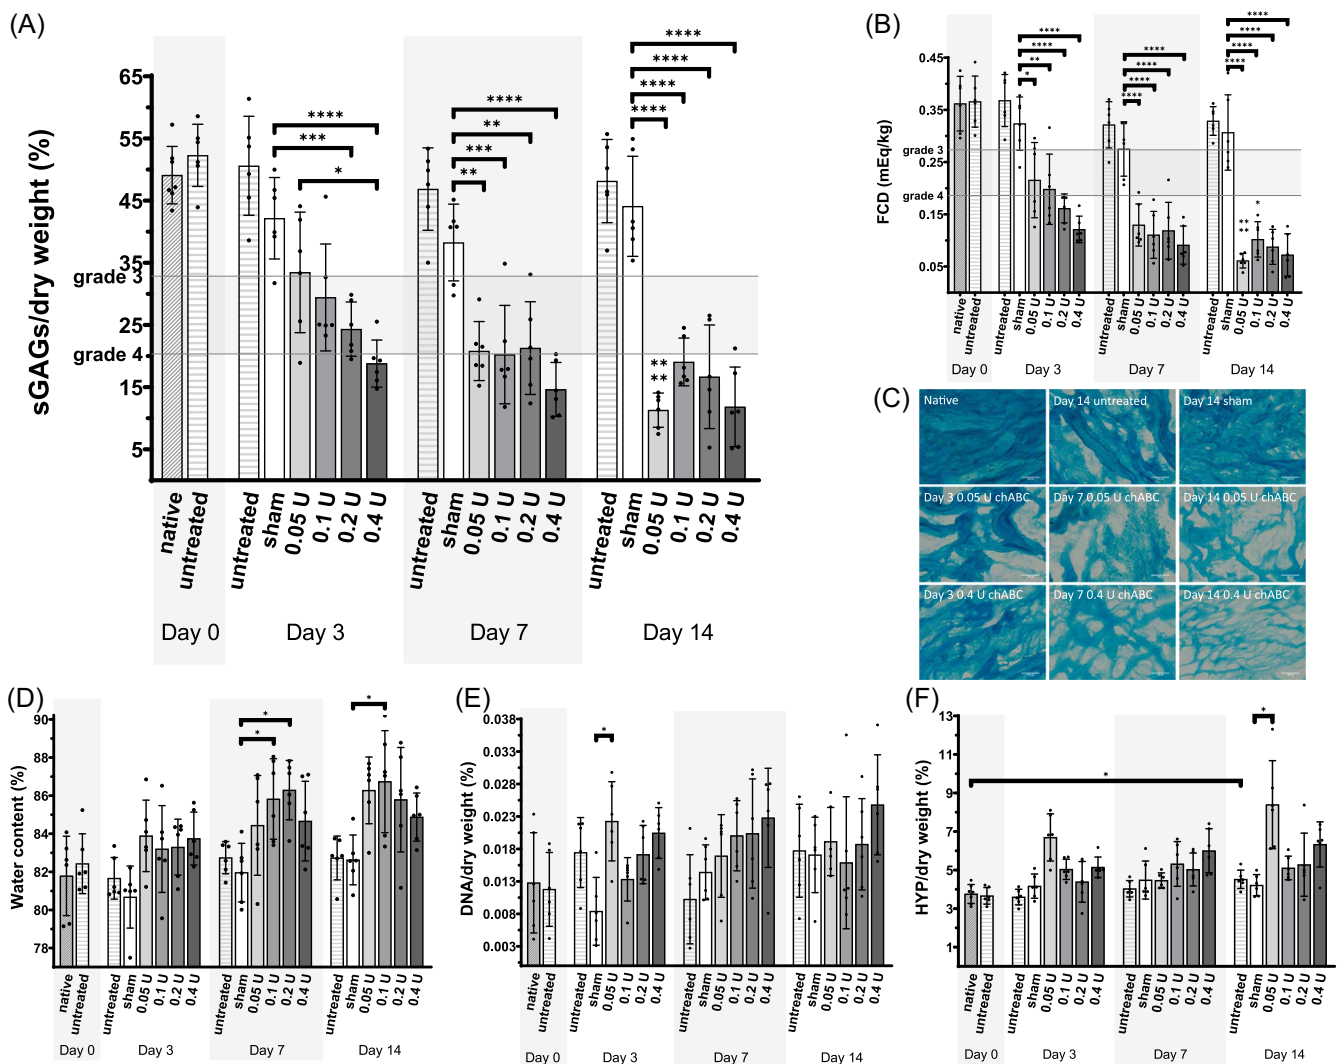 (A)
sGAGs/dry weight (%)
65
55
45
35
25
15
5
grade 3
grade 4
****
***
*
****
**
***
**
****
****
****
****
**
**
native
untreated
untreated
sham
0.05 U
0.1 U
0.2 U
0.4 U
untreated
sham
0.05 U
0.1 U
0.2 U
0.4 U
untreated
sham
0.05 U
0.1 U
0.2 U
0.4 U
Day 0
Day 3
Day 7
Day 14
(B)
FCD (mEq/kg)
0.45
0.35
0.25
0.15
0.05
grade 3
grade 4
****
****
**
*
****
****
****
****
****
****
****
****
**
**
*
native
untreated
untreated
sham
0.05 U
0.1 U
0.2 U
0.4 U
untreated
sham
0.05 U
0.1 U
0.2 U
0.4 U
untreated
sham
0.05 U
0.1 U
0.2 U
0.4 U
Day 0
Day 3
Day 7
Day 14
(C)
Native
Day 14 untreated
Day 14 sham
Day 3 0.05 U chABC
Day 7 0.05 U chABC
Day 14 0.05 U chABC
Day 3 0.4 U chABC
Day 7 0.4 U chABC
Day 14 0.4 U chABC
(D)
Water content (%)
90
88
86
84
82
80
78
*
*
*
native
untreated
untreated
sham
0.05 U
0.1 U
0.2 U
0.4 U
untreated
sham
0.05 U
0.1 U
0.2 U
0.4 U
untreated
sham
0.05 U
0.1 U
0.2 U
0.4 U
Day 0
Day 3
Day 7
Day 14
(E)
DNA/dry weight (%)
0.038
0.033
0.028
0.023
0.018
0.013
0.008
0.003
*
native
untreated
untreated
sham
0.05 U
0.1 U
0.2 U
0.4 U
untreated
sham
0.05 U
0.1 U
0.2 U
0.4 U
untreated
sham
0.05 U
0.1 U
0.2 U
0.4 U
Day 0
Day 3
Day 7
Day 14
(F)
HYP/dry weight (%)
13
11
9
7
5
3
1
*
*
native
untreated
untreated
sham
0.05 U
0.1 U
0.2 U
0.4 U
untreated
sham
0.05 U
0.1 U
0.2 U
0.4 U
untreated
sham
0.05 U
0.1 U
0.2 U
0.4 U
Day 0
Day 3
Day 7
Day 14